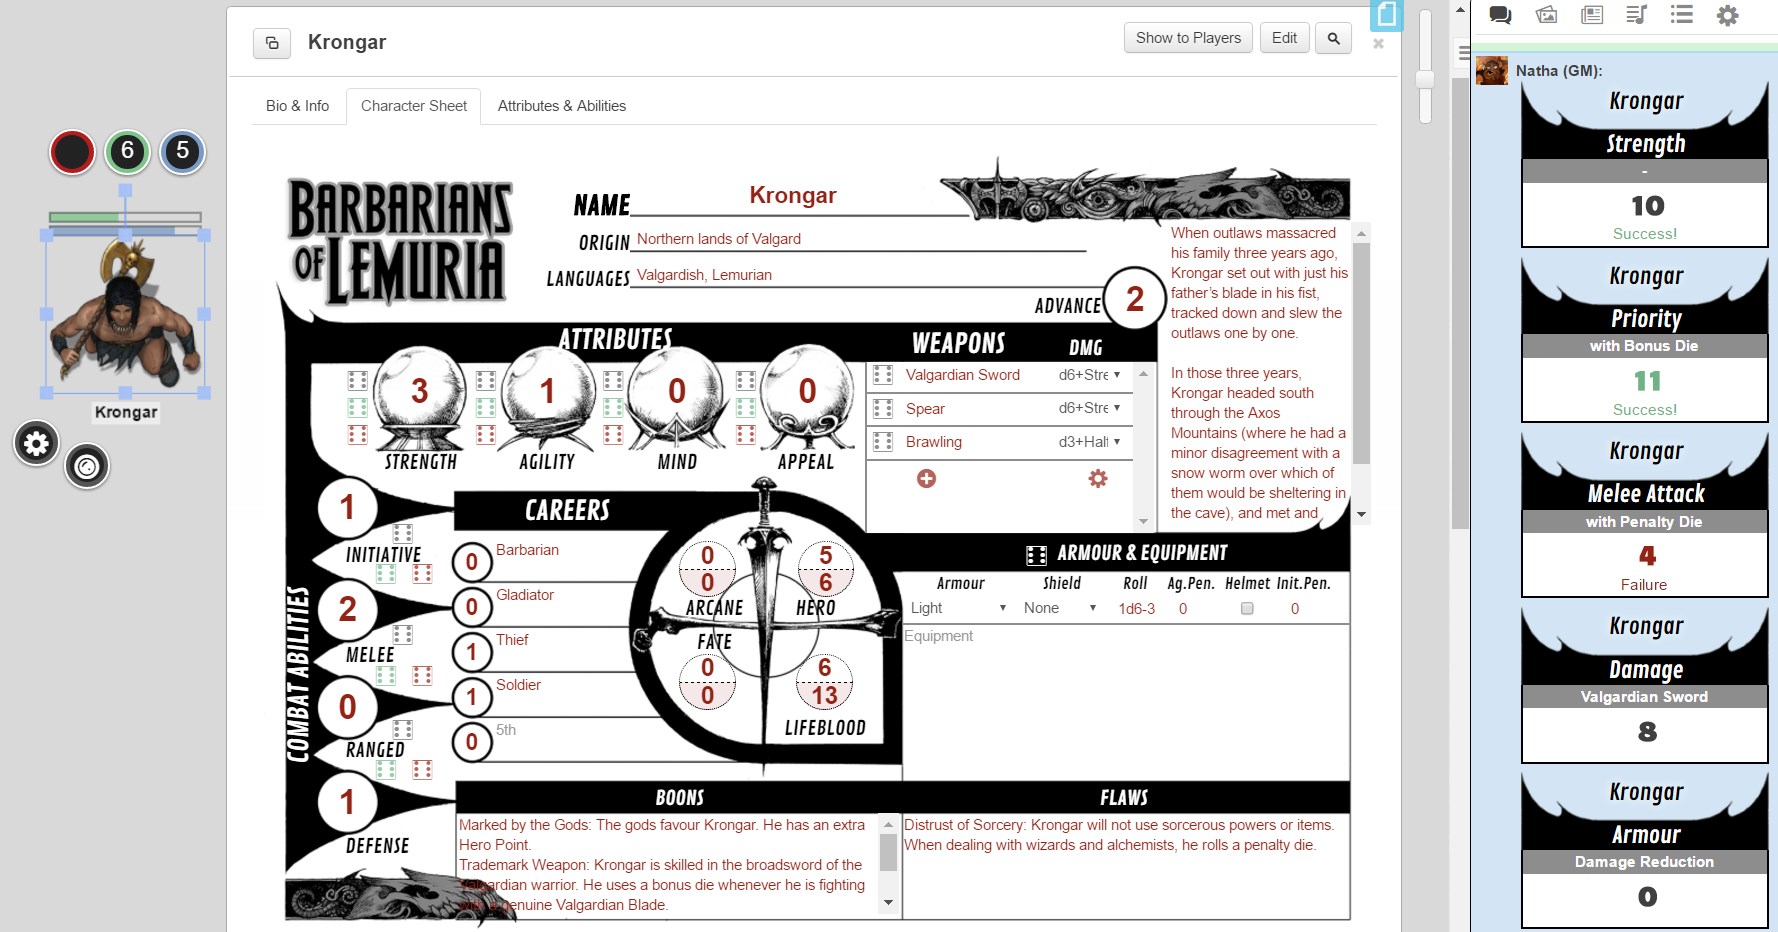 Krongar
Show to Players
Edit
Bio & Info
Character Sheet
Attributes & Abilities
6
5
Krongar
BARBARIANS
OF LEMURIA
NAME Krongar
ORIGIN Northern lands of Valgard
LANGUAGES Valgardish, Lemurian
ADVANCE 2
When outlaws massacred
his family three years ago,
Krongar set out with just his
father's blade in his fist,
tracked down and slew the
outlaws one by one.
In those three years,
Krongar headed south
through the Axos
Mountains (where he had a
minor disagreement with a
snow worm over which of
them would be sheltering in
the cave), and met and
ATTRIBUTES
3
1
0
0
STRENGTH
AGILITY
MIND
APPEAL
WEAPONS DMG
Valgardian Sword d6+Stre
Spear d6+Stre
Brawling d3+Half
COMBAT ABILITIES
1
INITIATIVE
2
MELEE
0
RANGED
1
DEFENSE
CAREERS
0 Barbarian
0 Gladiator
1 Thief
1 Soldier
0 5th
0
0
ARCANE
5
6
HERO
FATE
0
0
6
13
LIFEBLOOD
ARMOUR & EQUIPMENT
Armour Shield Roll Ag.Pen. Helmet Init.Pen.
Light None 1d6-3 0 0
Equipment
BOONS
Marked by the Gods: The gods favour Krongar. He has an extra
Hero Point.
Trademark Weapon: Krongar is skilled in the broadsword of the
Valgardian warrior. He uses a bonus die whenever he is fighting
with a genuine Valgardian Blade.
FLAWS
Distrust of Sorcery: Krongar will not use sorcerous powers or items.
When dealing with wizards and alchemists, he rolls a penalty die.
Natha (GM):
Krongar
Strength
-
10
Success!
Krongar
Priority
with Bonus Die
11
Success!
Krongar
Melee Attack
with Penalty Die
4
Failure
Krongar
Damage
Valgardian Sword
8
Krongar
Armour
Damage Reduction
0